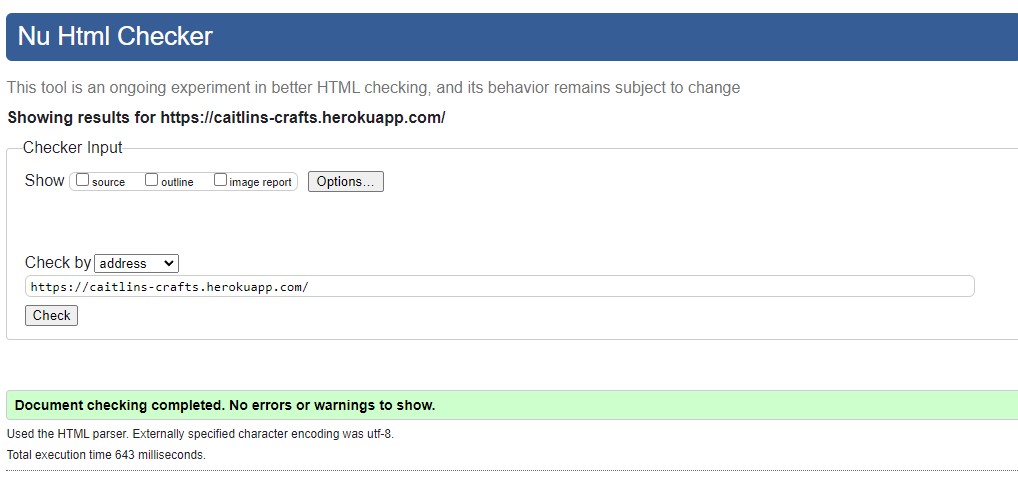 Nu Html Checker
This tool is an ongoing experiment in better HTML checking, and its behavior remains subject to change
Showing results for https://caitlins-crafts.herokuapp.com/
Checker Input
Show source outline image report Options...
Check by address
https://caitlins-crafts.herokuapp.com/
Check
Document checking completed. No errors or warnings to show.
Used the HTML parser. Externally specified character encoding was utf-8.
Total execution time 643 milliseconds.